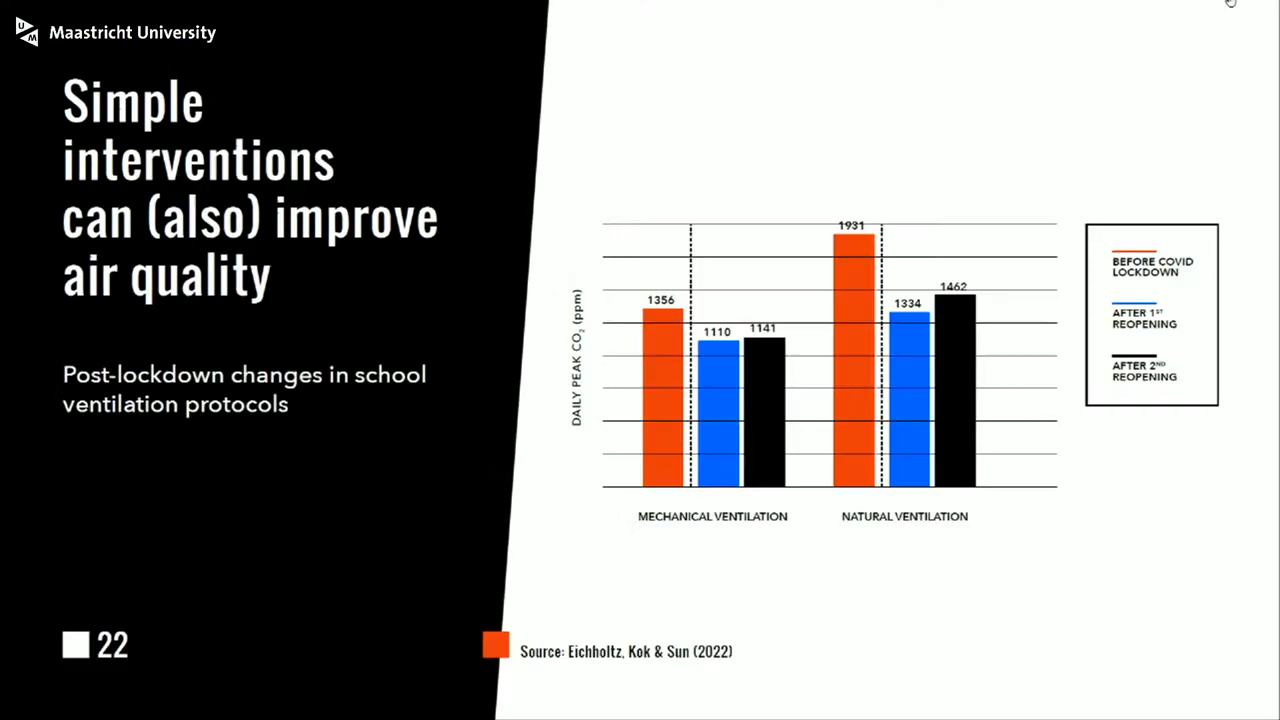 Maastricht University
Simple
interventions
can (also) improve
air quality
Post-lockdown changes in school
ventilation protocols
22
DAILY PEAK CO₂ (ppm)
1356
1110
1141
1931
1334
1462
MECHANICAL VENTILATION
NATURAL VENTILATION
BEFORE COVID
LOCKDOWN
AFTER 1ST
REOPENING
AFTER 2ND
REOPENING
Source: Eichholtz, Kok & Sun (2022)